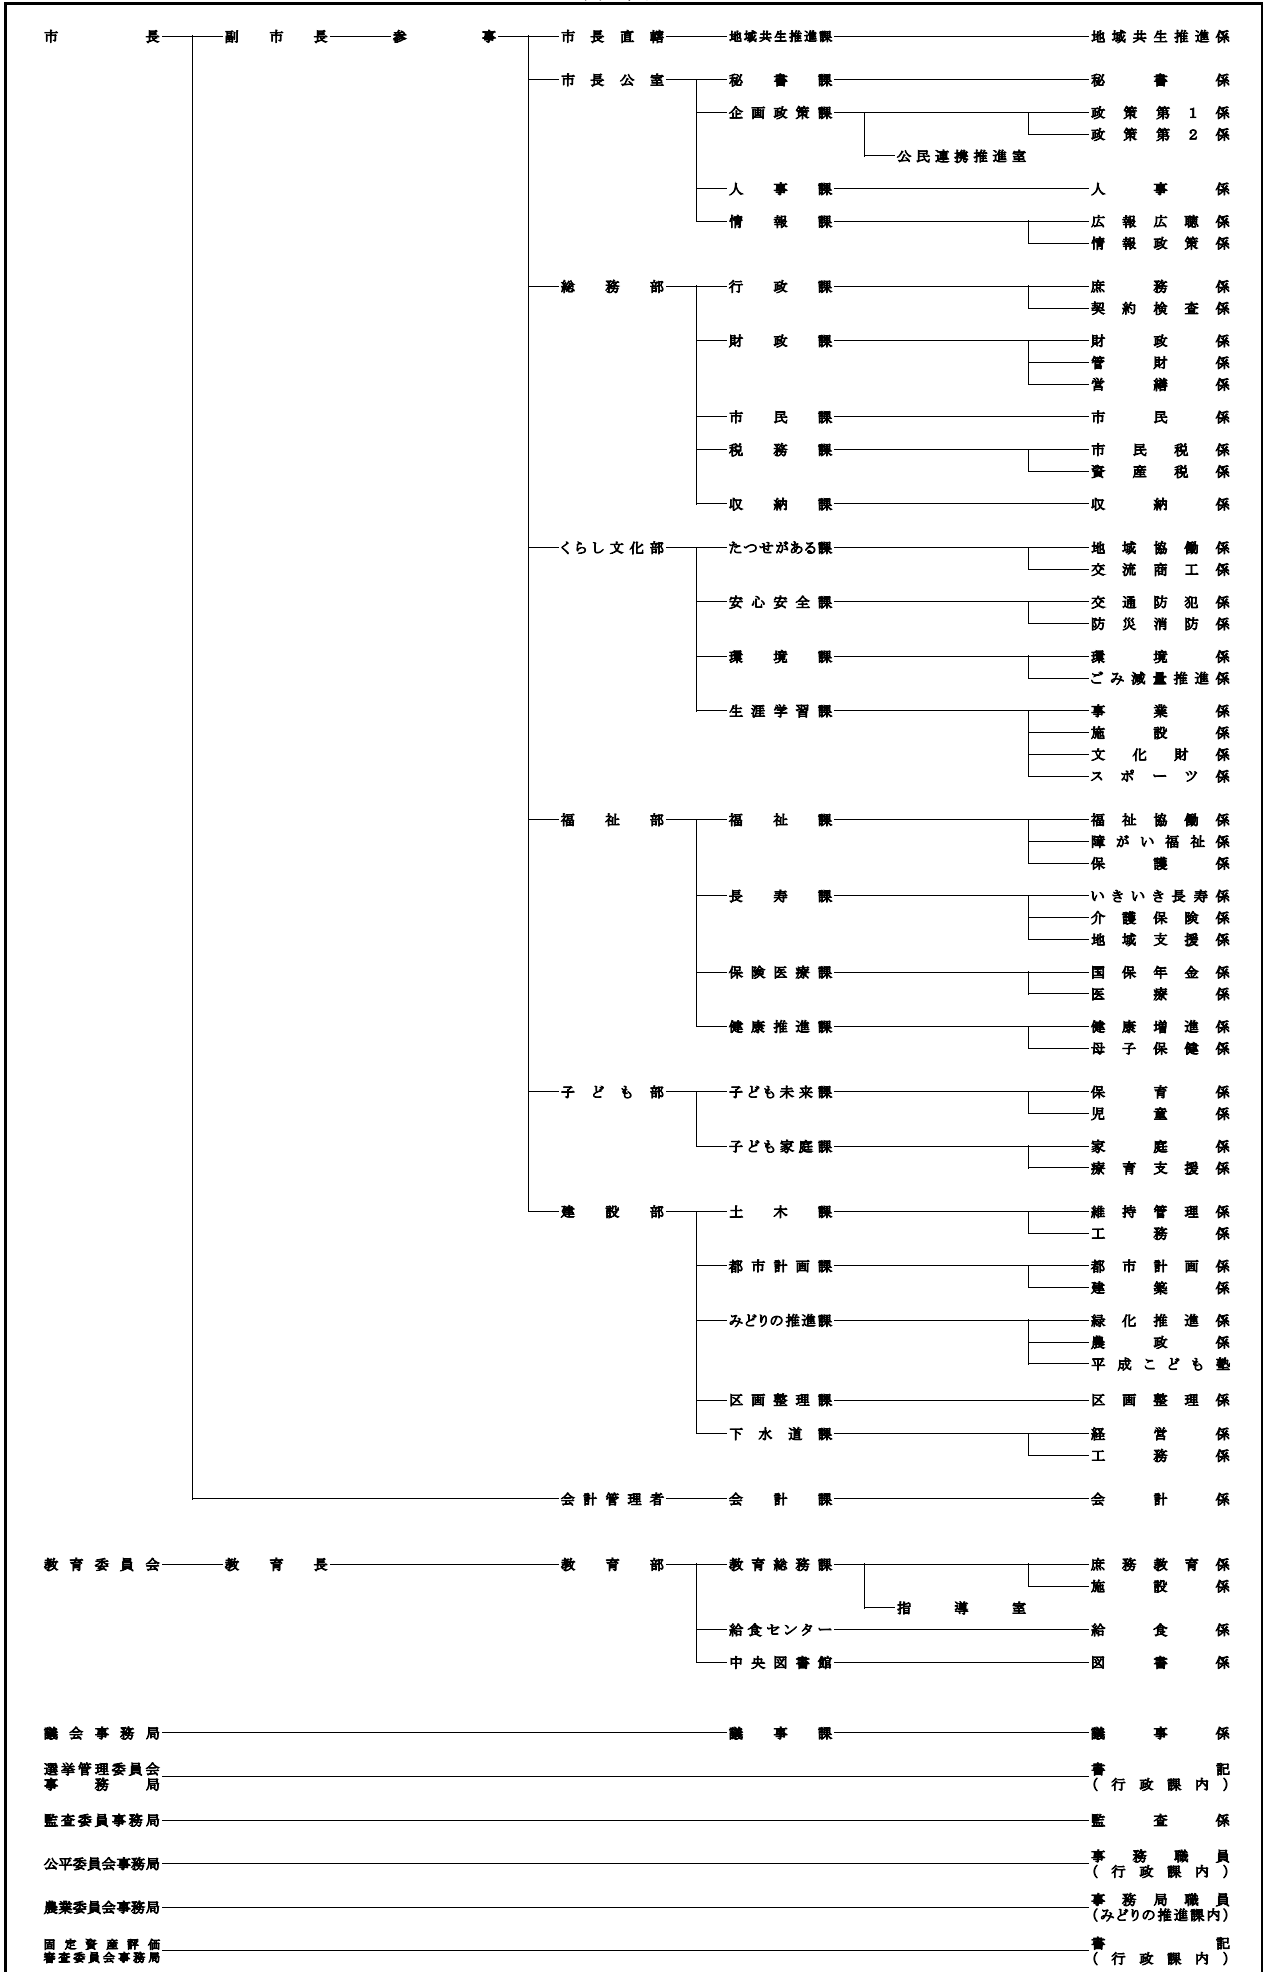 市長 副市長 参事 市長直轄 地域共生推進課 地域共生推進係
市長公室 秘書課 秘書係
企画政策課 政策第1係
政策第2係
公民連携推進室
人事課 人事係
情報課 広報広聴係
情報政策係
総務部 行政課 庶務係
契約検査係
財政課 財政係
管財係
営繕係
市民課 市民係
税務課 市民税係
資産税係
収納課 収納係
くらし文化部 たつせがある課 地域協働係
交流商工係
安心安全課 交通防犯係
防災消防係
環境課 環境係
ごみ減量推進係
生涯学習課 事業係
施設係
文化財係
スポーツ係
福祉部 福祉課 福祉協働係
障がい福祉係
保護係
長寿課 いきいき長寿係
介護保険係
地域支援係
保険医療課 国保年金係
医療係
健康推進課 健康増進係
母子保健係
子ども部 子ども未来課 保育係
児童係
子ども家庭課 家庭係
療育支援係
建設部 土木課 維持管理係
工務係
都市計画課 都市計画係
建築係
みどりの推進課 緑化推進係
農政係
平成こども塾
区画整理課 区画整理係
下水道課 経営係
工務係
会計管理者 会計課 会計係
教育委員会 教育長 教育部 教育総務課 庶務教育係
施設係
指導室
給食センター 給食係
中央図書館 図書係
議会事務局 議事課 議事係
選挙管理委員会 書記
事務局 (行政課内)
監査委員事務局 監査係
公平委員会事務局 事務職員
(行政課内)
農業委員会事務局 事務局職員
(みどりの推進課内)
固定資産評価 書記
審査委員会事務局 (行政課内)